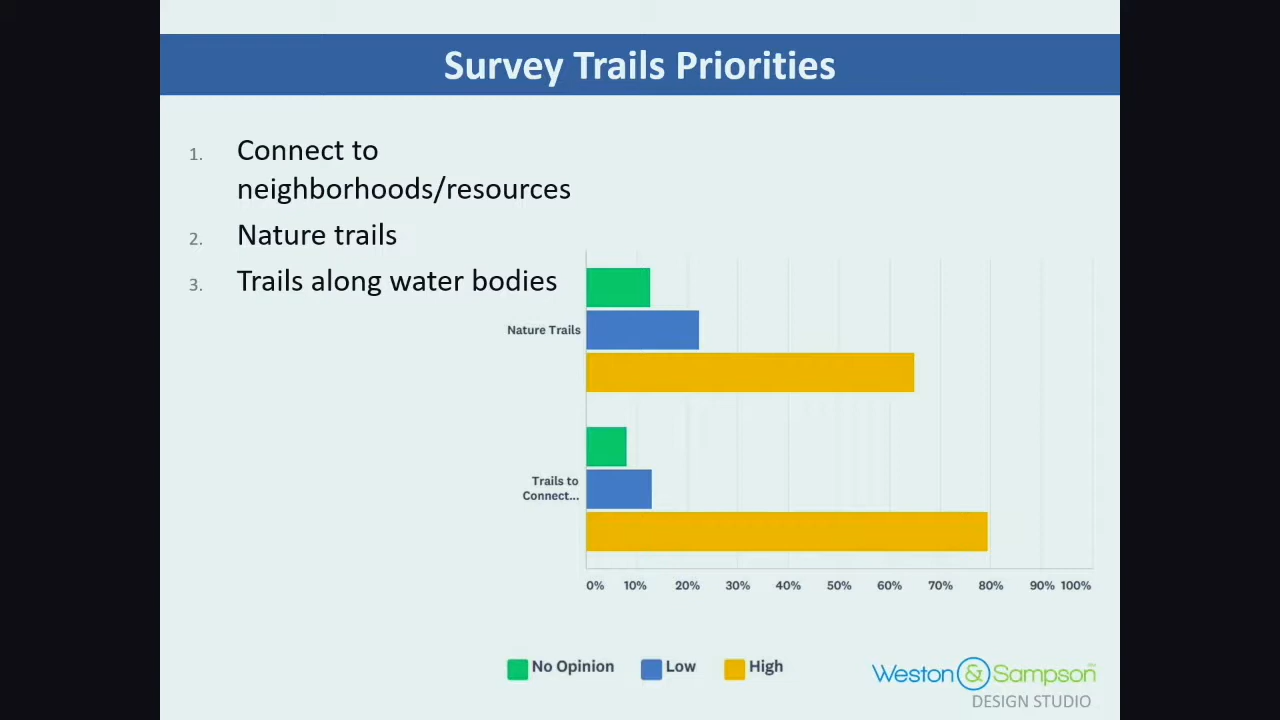 Survey Trails Priorities
1. Connect to
neighborhoods/resources
2. Nature trails
3. Trails along water bodies
Nature Trails
Trails to
Connect...
0% 10% 20% 30% 40% 50% 60% 70% 80% 90% 100%
No Opinion Low High
Weston & Sampson
DESIGN STUDIO